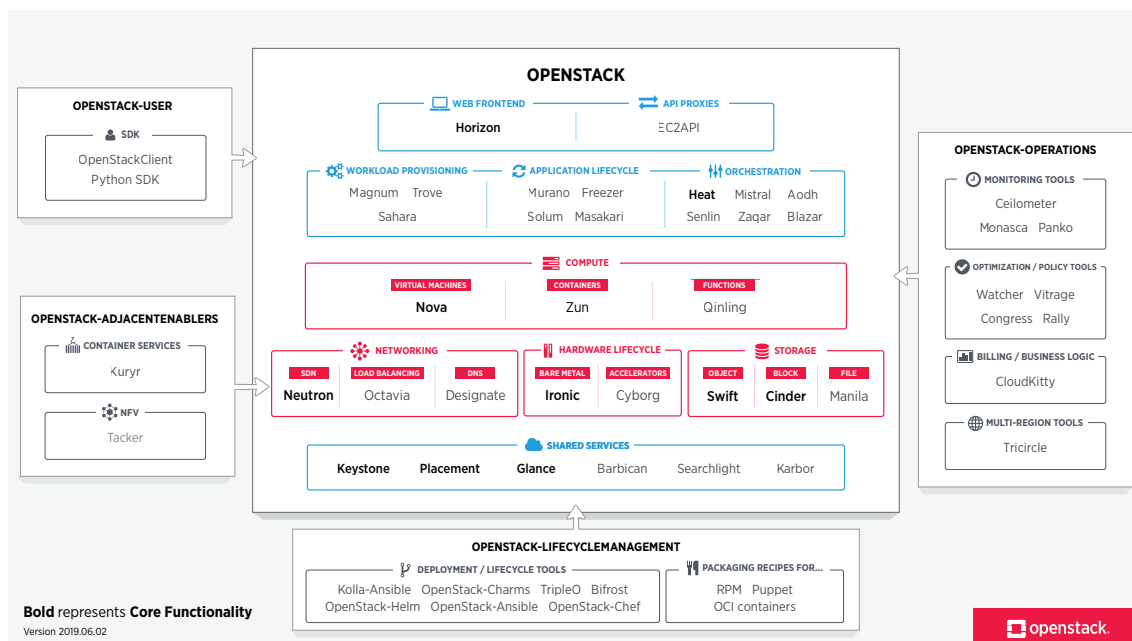 OPENSTACK
WEB FRONTEND
Horizon
API PROXIES
EC2API
WORKLOAD PROVISIONING
Magnum Trove
Sahara
APPLICATION LIFECYCLE
Murano Freezer
Solum Masakari
ORCHESTRATION
Heat Mistral Aodh
Senlin Zaqar Blazar
COMPUTE
VIRTUAL MACHINES
Nova
CONTAINERS
Zun
FUNCTIONS
Qinling
NETWORKING
SDN
Neutron
LOAD BALANCING
Octavia
DNS
Designate
HARDWARE LIFECYCLE
BARE METAL
Ironic
ACCELERATORS
Cyborg
STORAGE
OBJECT
Swift
BLOCK
Cinder
FILE
Manila
SHARED SERVICES
Keystone Placement Glance Barbican Searchlight Karbor
OPENSTACK-USER
SDK
OpenStackClient
Python SDK
OPENSTACK-ADJACENTENABLERS
CONTAINER SERVICES
Kuryr
NFV
Tacker
OPENSTACK-OPERATIONS
MONITORING TOOLS
Ceilometer
Monasca Panko
OPTIMIZATION / POLICY TOOLS
Watcher Vitrage
Congress Rally
BILLING / BUSINESS LOGIC
CloudKitty
MULTI-REGION TOOLS
Tricircle
OPENSTACK-LIFECYCLEMANAGEMENT
DEPLOYMENT / LIFECYCLE TOOLS
Kolla-Ansible OpenStack-Charms TripleO Bifrost
OpenStack-Helm OpenStack-Ansible OpenStack-Chef
PACKAGING RECIPES FOR...
RPM Puppet
OCI containers
Bold represents Core Functionality
Version 2019.06.02
openstack.